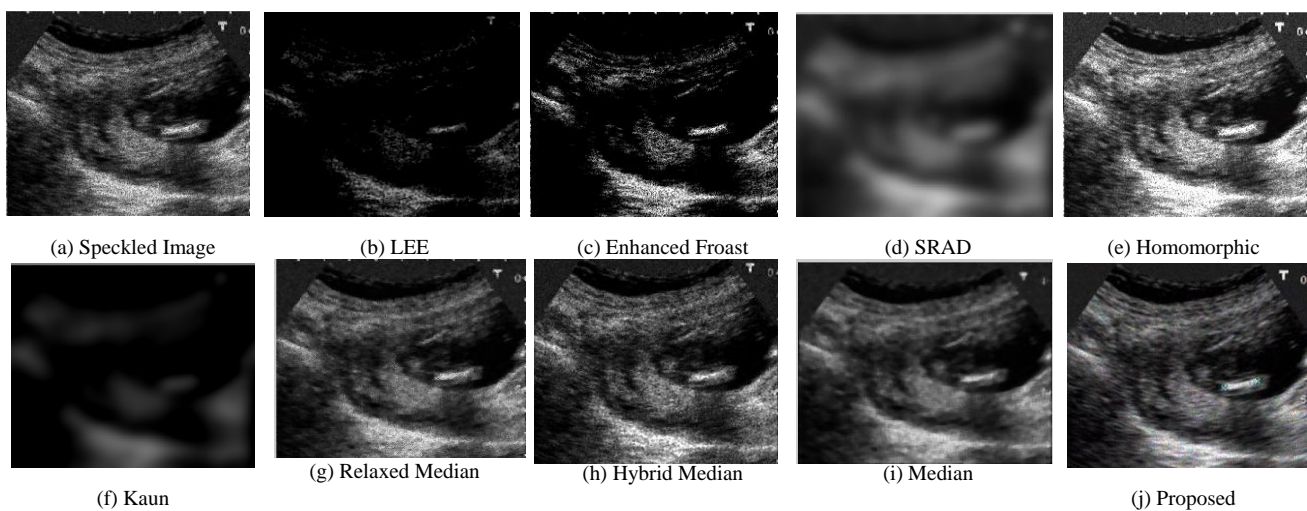 (a) Speckled Image
(b) LEE
(c) Enhanced Froast
(d) SRAD
(e) Homomorphic
(f) Kaun
(g) Relaxed Median
(h) Hybrid Median
(i) Median
(j) Proposed